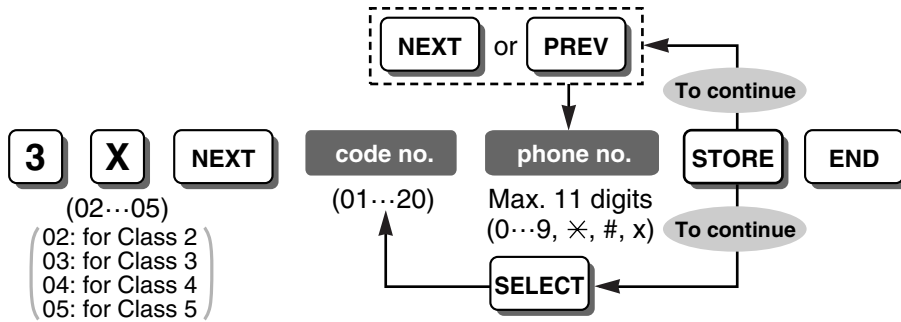 NEXT or PREV
To continue
3 X NEXT code no. phone no. STORE END
(02···05) (01···20) Max. 11 digits
(0···9, ✳, #, x)
To continue
02: for Class 2
03: for Class 3
04: for Class 4
05: for Class 5
SELECT